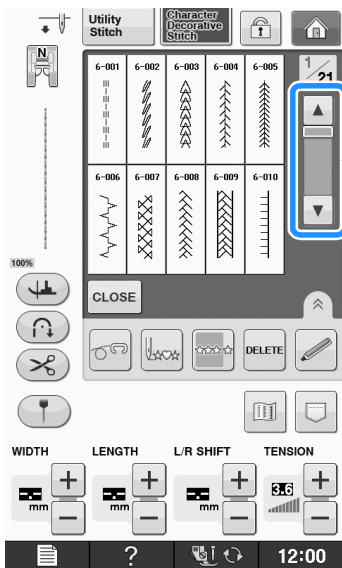 Utility
Stitch
Character
Decorative
Stitch
N
6-001 6-002 6-003 6-004 6-005
1/21
6-006 6-007 6-008 6-009 6-010
100%
CLOSE
DELETE
WIDTH LENGTH L/R SHIFT TENSION
mm mm mm 3.6
? 12:00